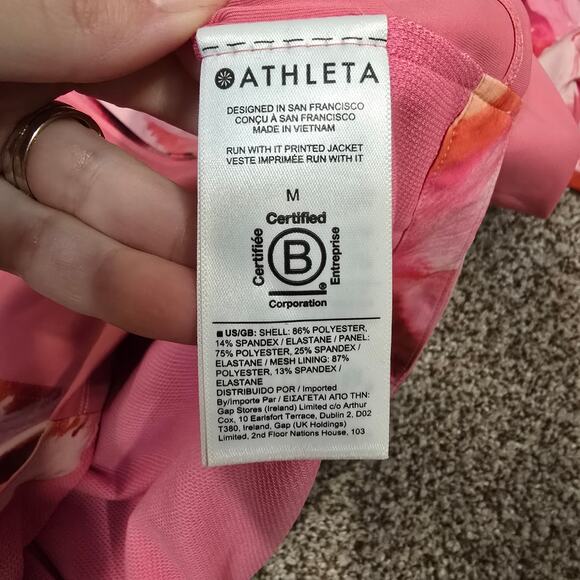 ATHLETA
DESIGNED IN SAN FRANCISCO
CONÇU À SAN FRANCISCO
MADE IN VIETNAM
RUN WITH IT PRINTED JACKET
VESTE IMPRIMÉE RUN WITH IT
M
Certified
Certifiée
B
Entreprise
®
Corporation
■ US/GB: SHELL: 86% POLYESTER,
14% SPANDEX / ELASTANE / PANEL:
75% POLYESTER, 25% SPANDEX /
ELASTANE / MESH LINING: 87%
POLYESTER, 13% SPANDEX /
ELASTANE
DISTRIBUIDO POR / Imported
By/Importe Par / ΕΙΣΑΓΕΤΑΙ ΑΠΟ ΤΗΝ:
Gap Stores (Ireland) Limited c/o Arthur
Cox, 10 Earlsfort Terrace, Dublin 2, D02
T380, Ireland, Gap (UK Holdings)
Limited, 2nd Floor Nations House, 103